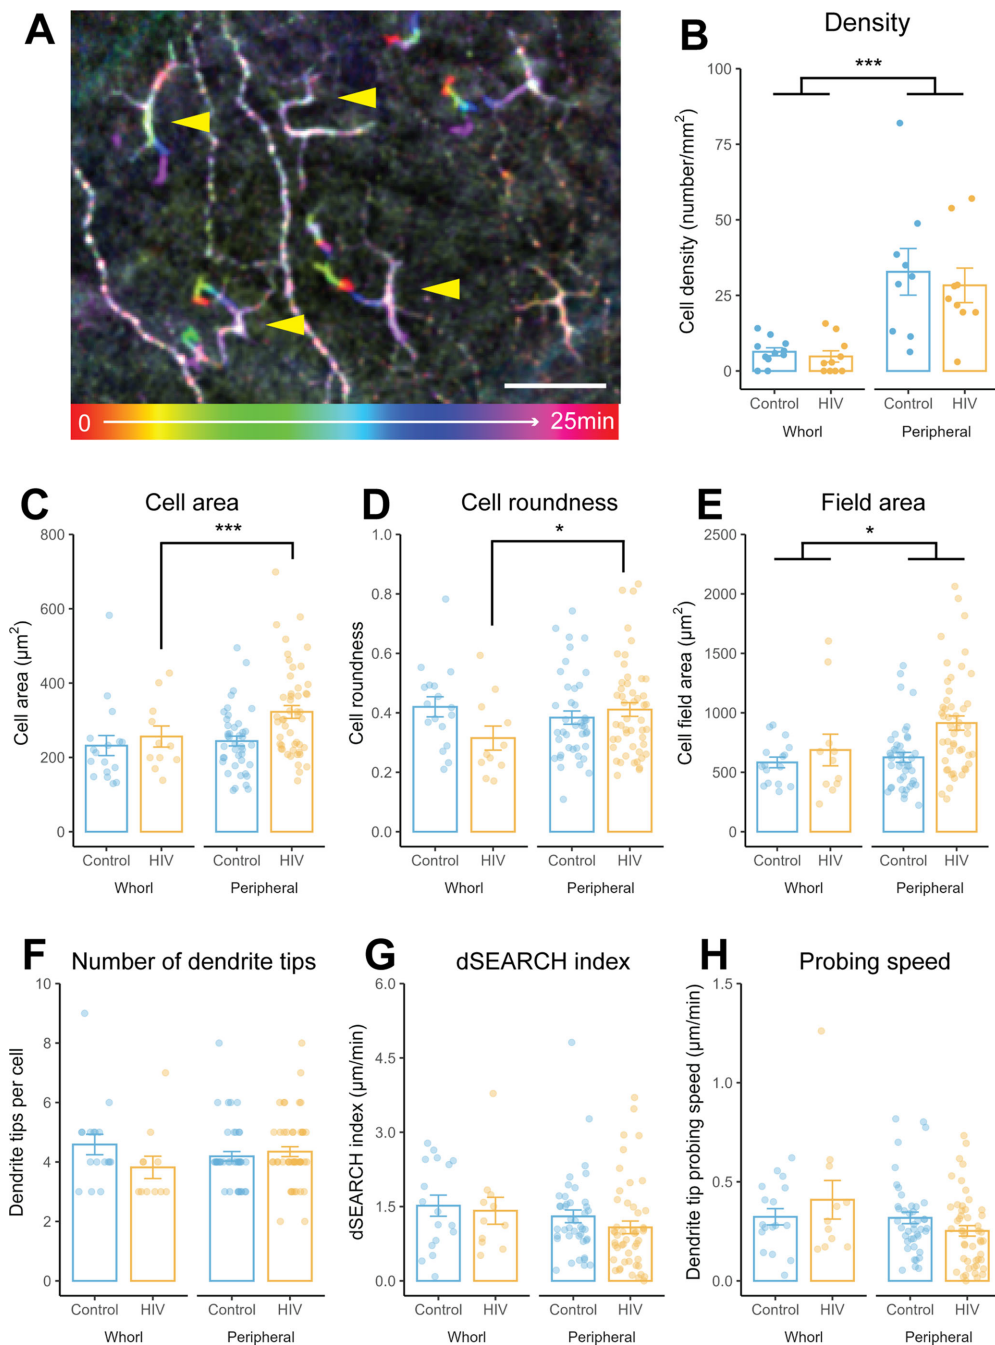 A
0
25min
B
Density
***
Cell density (number/mm²)
100
75
50
25
0
Control HIV Control HIV
Whorl Peripheral
C
Cell area
***
Cell area (µm²)
800
600
400
200
0
Control HIV Control HIV
Whorl Peripheral
D
Cell roundness
*
Cell roundness
1.0
0.8
0.6
0.4
0.2
0.0
Control HIV Control HIV
Whorl Peripheral
E
Field area
*
Cell field area (µm²)
2500
2000
1500
1000
500
0
Control HIV Control HIV
Whorl Peripheral
F
Number of dendrite tips
Dendrite tips per cell
10
8
6
4
2
0
Control HIV Control HIV
Whorl Peripheral
G
dSEARCH index
dSEARCH index (µm/min)
6.0
4.5
3.0
1.5
0.0
Control HIV Control HIV
Whorl Peripheral
H
Probing speed
Dendrite tip probing speed (µm/min)
1.5
1.0
0.5
0.0
Control HIV Control HIV
Whorl Peripheral